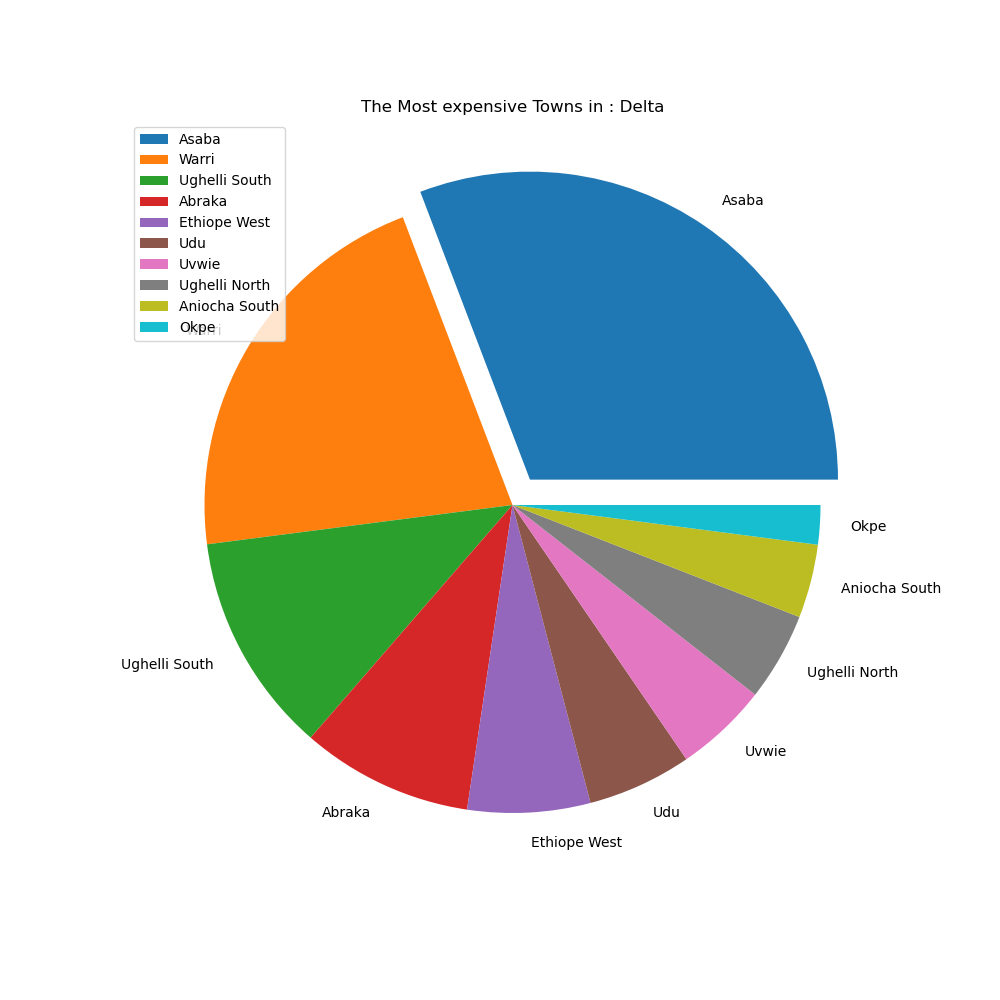 The Most expensive Towns in : Delta
Asaba
Warri
Ughelli South
Abraka
Ethiope West
Udu
Uvwie
Ughelli North
Aniocha South
Okpe
Asaba
Warri
Okpe
Aniocha South
Ughelli South
Ughelli North
Uvwie
Abraka
Udu
Ethiope West